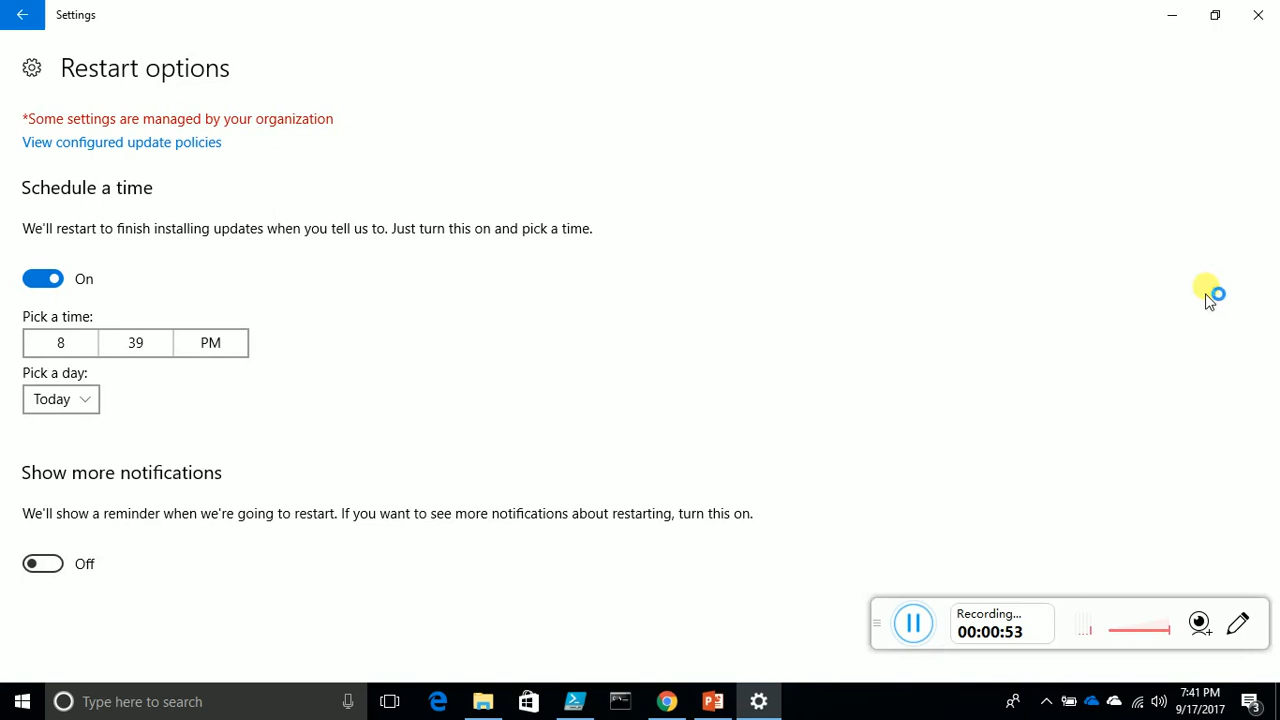 Settings
Restart options
*Some settings are managed by your organization
View configured update policies
Schedule a time
We'll restart to finish installing updates when you tell us to. Just turn this on and pick a time.
On
Pick a time:
8 39 PM
Pick a day:
Today
Show more notifications
We'll show a reminder when we're going to restart. If you want to see more notifications about restarting, turn this on.
Off
Recording...
00:00:53
Type here to search
7:41 PM
9/17/2017
3